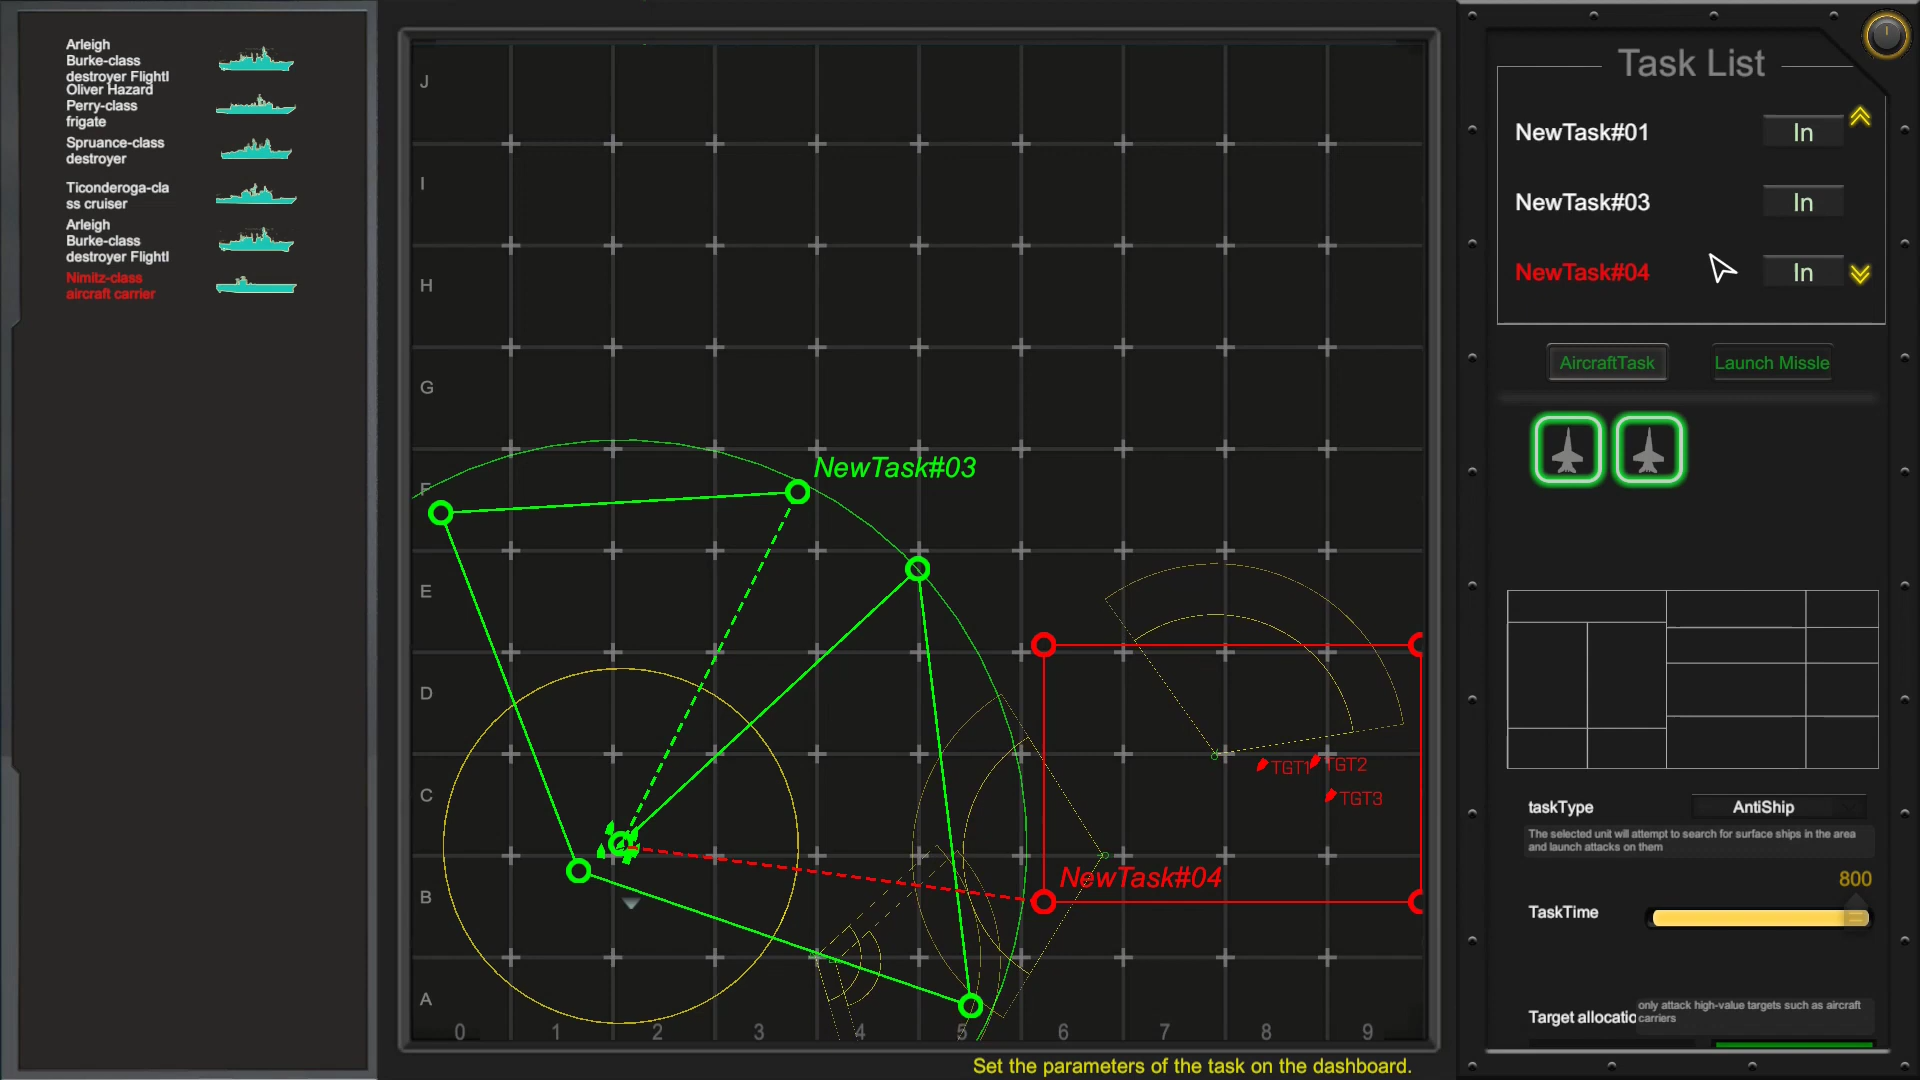 Arleigh
Burke-class
destroyer FlightI
Oliver Hazard
Perry-class
frigate
Spruance-class
destroyer
Ticonderoga-cla
ss cruiser
Arleigh
Burke-class
destroyer FlightI
Nimitz-class
aircraft carrier
J
I
H
G
F
E
D
C
B
A
0 1 2 3 4 5 6 7 8 9
NewTask#03
TGT1
TGT2
TGT3
NewTask#04
Set the parameters of the task on the dashboard.
Task List
NewTask#01 In
NewTask#03 In
NewTask#04 In
AircraftTask Launch Missle
taskType AntiShip
The selected unit will attempt to search for surface ships in the area
and launch attacks on them
800
TaskTime
only attack high-value targets such as aircraft
Target allocatio carriers